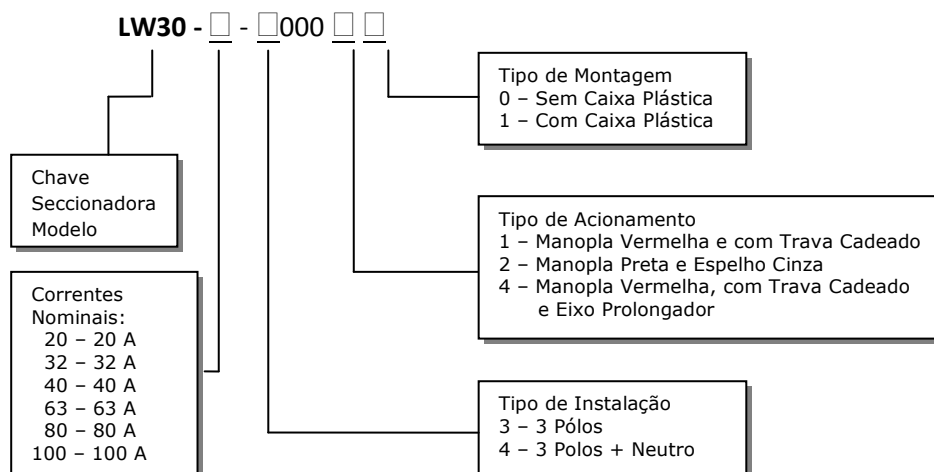 LW30 - □ - □000 □ □
Tipo de Montagem
0 – Sem Caixa Plástica
1 – Com Caixa Plástica
Chave
Seccionadora
Modelo
Tipo de Acionamento
1 – Manopla Vermelha e com Trava Cadeado
2 – Manopla Preta e Espelho Cinza
4 – Manopla Vermelha, com Trava Cadeado
e Eixo Prolongador
Correntes
Nominais:
20 – 20 A
32 – 32 A
40 – 40 A
63 – 63 A
80 – 80 A
100 – 100 A
Tipo de Instalação
3 – 3 Pólos
4 – 3 Polos + Neutro